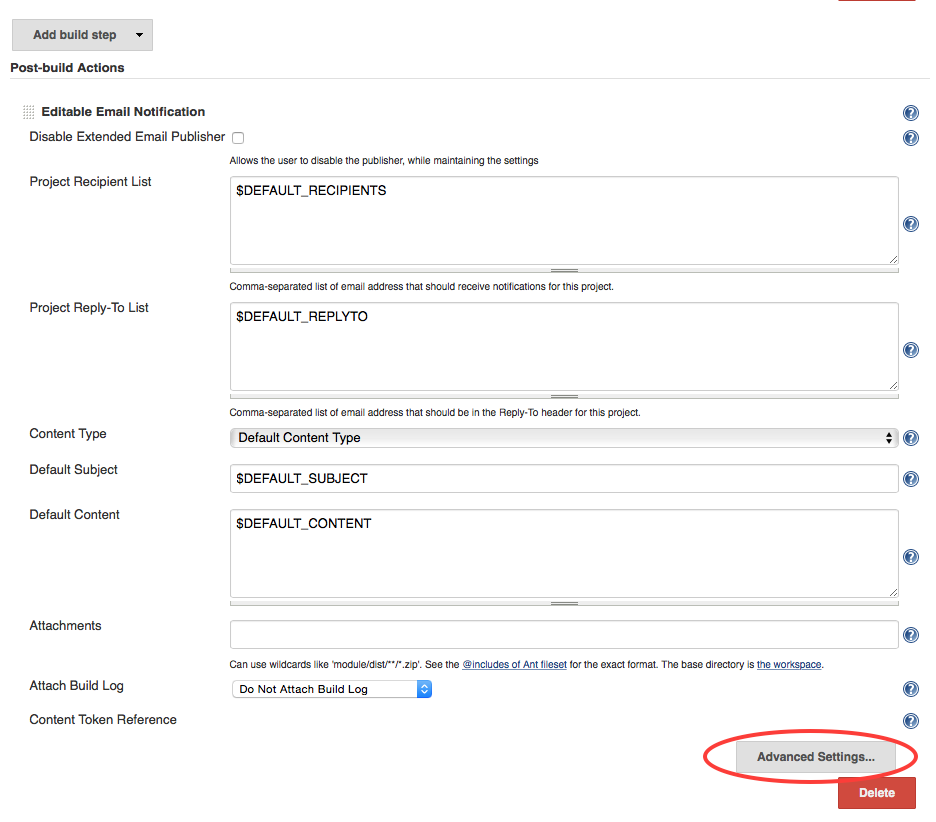 Add build step
Post-build Actions
Editable Email Notification
Disable Extended Email Publisher
Allows the user to disable the publisher, while maintaining the settings
Project Recipient List
$DEFAULT_RECIPIENTS
Comma-separated list of email address that should receive notifications for this project.
Project Reply-To List
$DEFAULT_REPLYTO
Comma-separated list of email address that should be in the Reply-To header for this project.
Content Type
Default Content Type
Default Subject
$DEFAULT_SUBJECT
Default Content
$DEFAULT_CONTENT
Attachments
Can use wildcards like 'module/dist/**/*.zip'. See the @includes of Ant fileset for the exact format. The base directory is the workspace.
Attach Build Log
Do Not Attach Build Log
Content Token Reference
Advanced Settings...
Delete